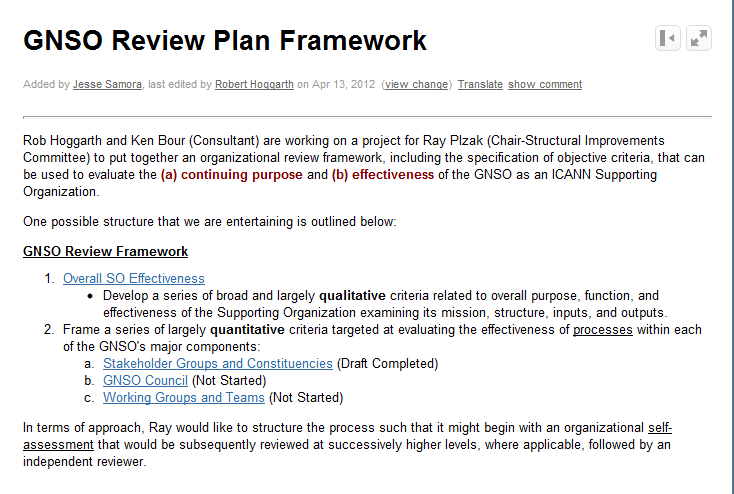 GNSO Review Plan Framework
Added by Jesse Samora, last edited by Robert Hoggarth on Apr 13, 2012 (view change) Translate show comment
Rob Hoggarth and Ken Bour (Consultant) are working on a project for Ray Plzak (Chair-Structural Improvements
Committee) to put together an organizational review framework, including the specification of objective criteria, that can
be used to evaluate the (a) continuing purpose and (b) effectiveness of the GNSO as an ICANN Supporting
Organization.
One possible structure that we are entertaining is outlined below:
GNSO Review Framework
1. Overall SO Effectiveness
• Develop a series of broad and largely qualitative criteria related to overall purpose, function, and
effectiveness of the Supporting Organization examining its mission, structure, inputs, and outputs.
2. Frame a series of largely quantitative criteria targeted at evaluating the effectiveness of processes within each
of the GNSO's major components:
a. Stakeholder Groups and Constituencies (Draft Completed)
b. GNSO Council (Not Started)
c. Working Groups and Teams (Not Started)
In terms of approach, Ray would like to structure the process such that it might begin with an organizational self-
assessment that would be subsequently reviewed at successively higher levels, where applicable, followed by an
independent reviewer.